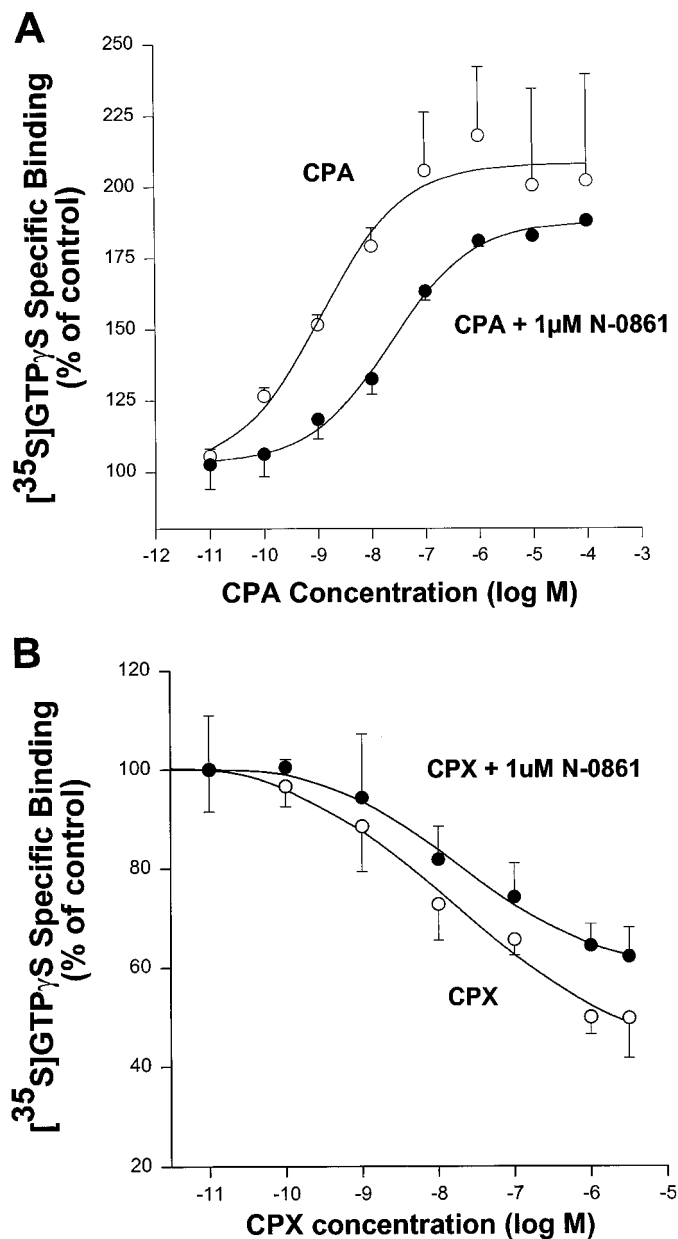 A
[35S]GTPγS Specific Binding
(% of control)
250
225
200
175
150
125
100
CPA
CPA + 1µM N-0861
-12 -11 -10 -9 -8 -7 -6 -5 -4 -3
CPA Concentration (log M)
B
[35S]GTPγS Specific Binding
(% of control)
120
100
80
60
40
20
CPX + 1uM N-0861
CPX
-11 -10 -9 -8 -7 -6 -5
CPX concentration (log M)